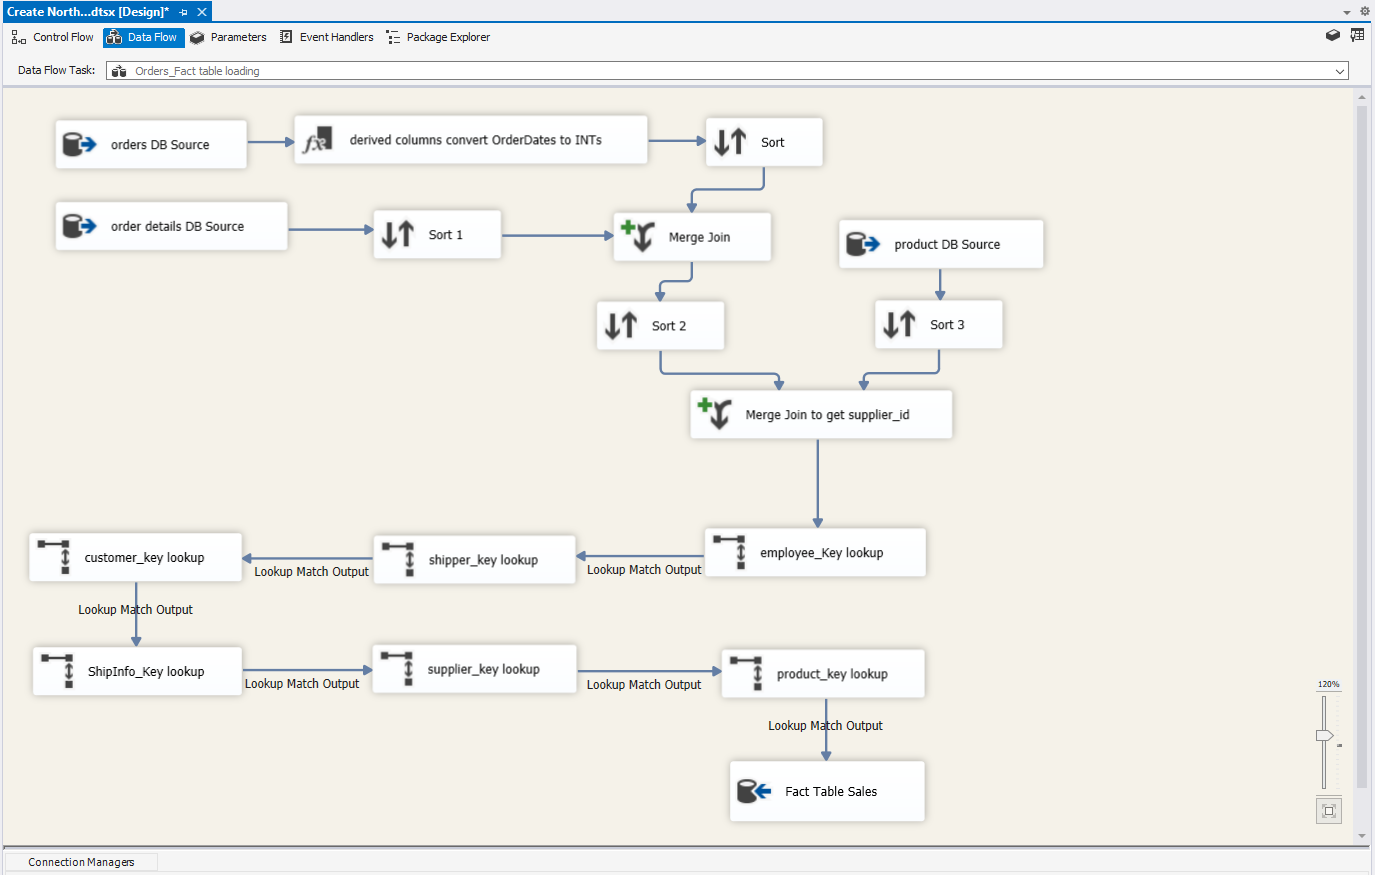 Create North...dtsx [Design]*
Control Flow
Data Flow
Parameters
Event Handlers
Package Explorer
Data Flow Task:
Orders_Fact table loading
orders DB Source
derived columns convert OrderDates to INTs
Sort
order details DB Source
Sort 1
Merge Join
product DB Source
Sort 2
Sort 3
Merge Join to get supplier_id
customer_key lookup
Lookup Match Output
shipper_key lookup
Lookup Match Output
employee_Key lookup
Lookup Match Output
ShipInfo_Key lookup
Lookup Match Output
supplier_key lookup
Lookup Match Output
product_key lookup
120%
Lookup Match Output
Fact Table Sales
Connection Managers